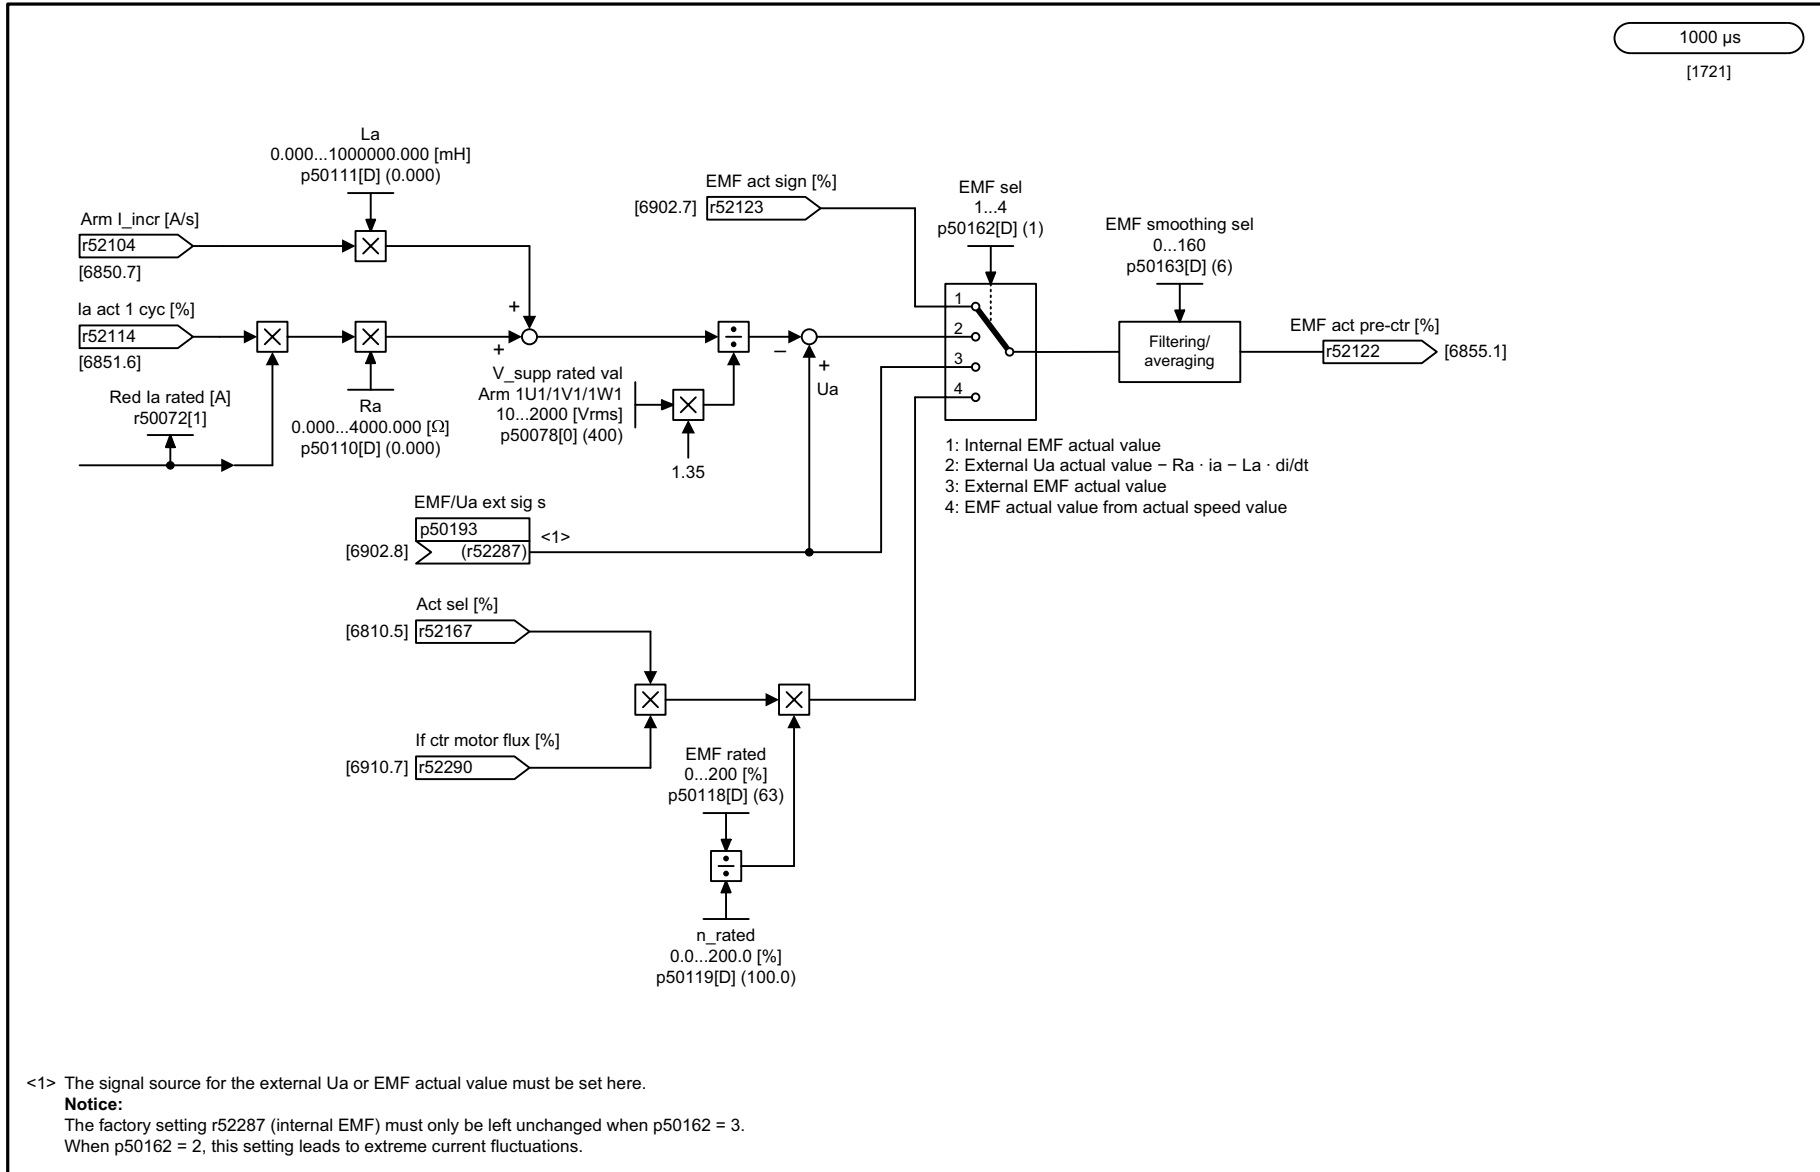 1000 µs
[1721]
La
0.000...1000000.000 [mH]
p50111[D] (0.000)
Arm I_incr [A/s]
r52104
[6850.7]
EMF act sign [%]
[6902.7]
r52123
EMF sel
1...4
p50162[D] (1)
EMF smoothing sel
0...160
p50163[D] (6)
Ia act 1 cyc [%]
r52114
[6851.6]
+
+
−
+
Ua
1
2
3
4
Filtering/
averaging
EMF act pre-ctr [%]
r52122
[6855.1]
Red Ia rated [A]
r50072[1]
Ra
0.000...4000.000 [Ω]
p50110[D] (0.000)
V_supp rated val
Arm 1U1/1V1/1W1
10...2000 [Vrms]
p50078[0] (400)
1.35
1: Internal EMF actual value
2: External Ua actual value − Ra · ia − La · di/dt
3: External EMF actual value
4: EMF actual value from actual speed value
EMF/Ua ext sig s
p50193
[6902.8]
(r52287)
<1>
Act sel [%]
[6810.5]
r52167
If ctr motor flux [%]
[6910.7]
r52290
EMF rated
0...200 [%]
p50118[D] (63)
n_rated
0.0...200.0 [%]
p50119[D] (100.0)
<1> The signal source for the external Ua or EMF actual value must be set here.
Notice:
The factory setting r52287 (internal EMF) must only be left unchanged when p50162 = 3.
When p50162 = 2, this setting leads to extreme current fluctuations.